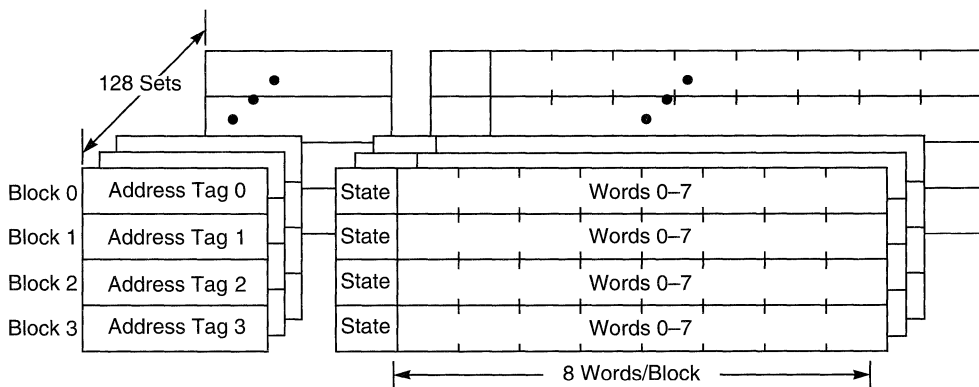 128 Sets
Block 0 Address Tag 0 State Words 0–7
Block 1 Address Tag 1 State Words 0–7
Block 2 Address Tag 2 State Words 0–7
Block 3 Address Tag 3 State Words 0–7
8 Words/Block